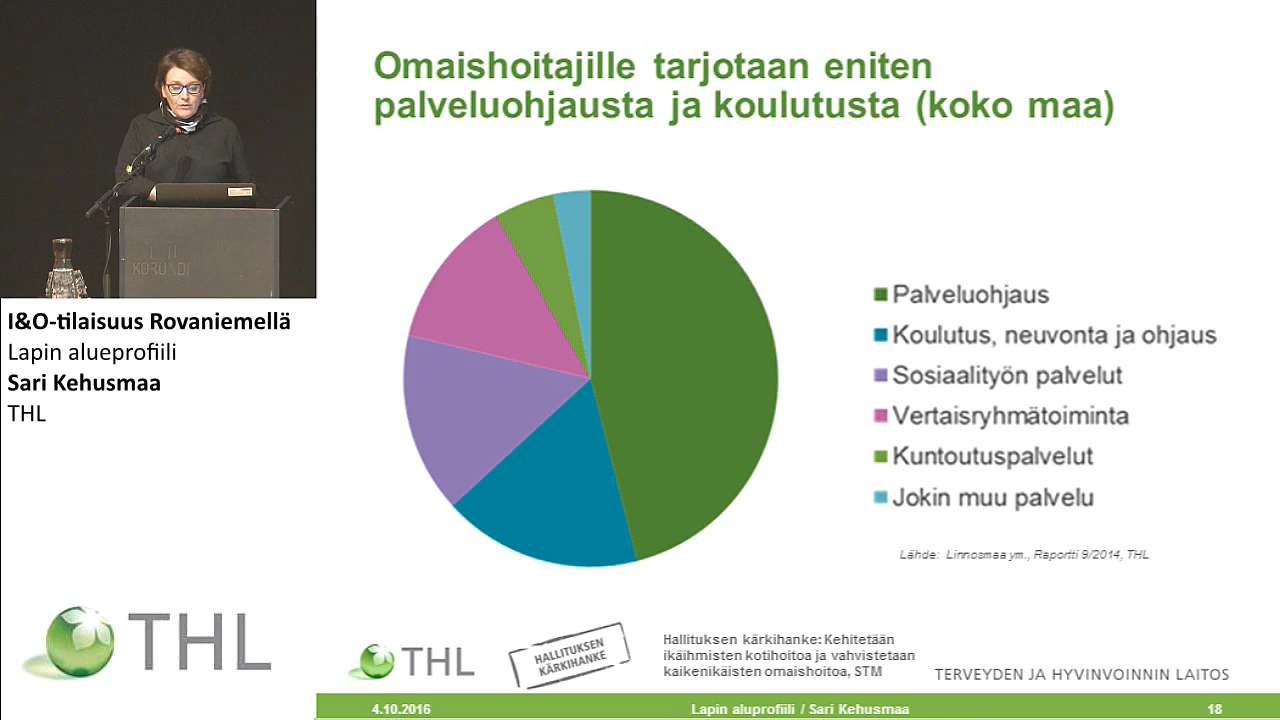 Omaishoitajille tarjotaan eniten
palveluohjausta ja koulutusta (koko maa)
KORUNDI
I&O-tilaisuus Rovaniemellä
Lapin alueprofiili
Sari Kehusmaa
THL
Palveluohjaus
Koulutus, neuvonta ja ohjaus
Sosiaalityön palvelut
Vertaisryhmätoiminta
Kuntoutuspalvelut
Jokin muu palvelu
Lähde: Linnosmaa ym., Raportti 9/2014, THL
THL
THL
HALLITUKSEN
KÄRKIHANKE
Hallituksen kärkihanke: Kehitetään
ikäihmisten kotihoitoa ja vahvistetaan
kaikenikäisten omaishoitoa, STM
TERVEYDEN JA HYVINVOINNIN LAITOS
4.10.2016
Lapin aluprofiili / Sari Kehusmaa
18